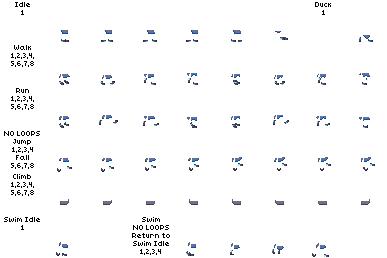 Idle
1
Duck
1
Walk
1,2,3,4,
5,6,7,8
Run
1,2,3,4,
5,6,7,8
NO LOOPS
Jump
1,2,3,4
Fall
5,6,7,8
Climb
1,2,3,4,
5,6,7,8
Swim Idle
1
Swim
NO LOOPS
Return to
Swim Idle
1,2,3,4